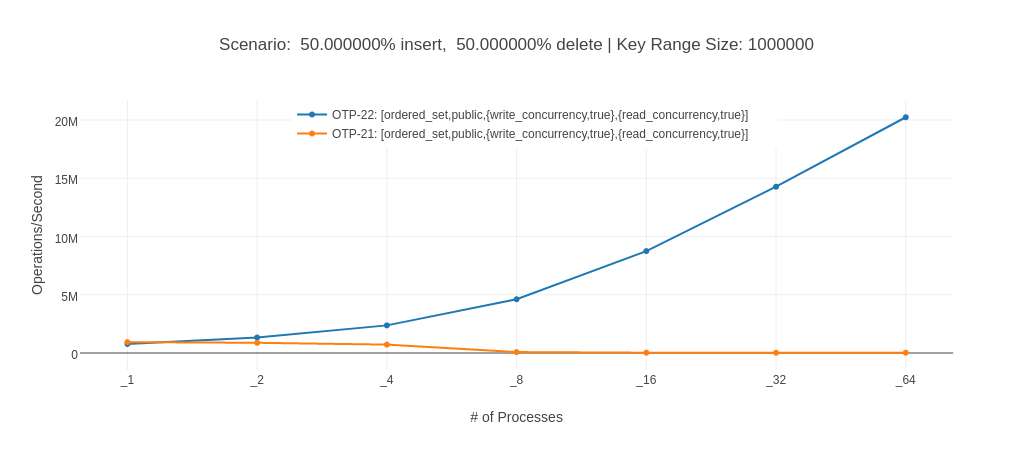 Scenario:  50.000000% insert,  50.000000% delete | Key Range Size: 1000000
OTP-22: [ordered_set,public,{write_concurrency,true},{read_concurrency,true}]
OTP-21: [ordered_set,public,{write_concurrency,true},{read_concurrency,true}]
Operations/Second
20M
15M
10M
5M
0
_1 _2 _4 _8 _16 _32 _64
# of Processes